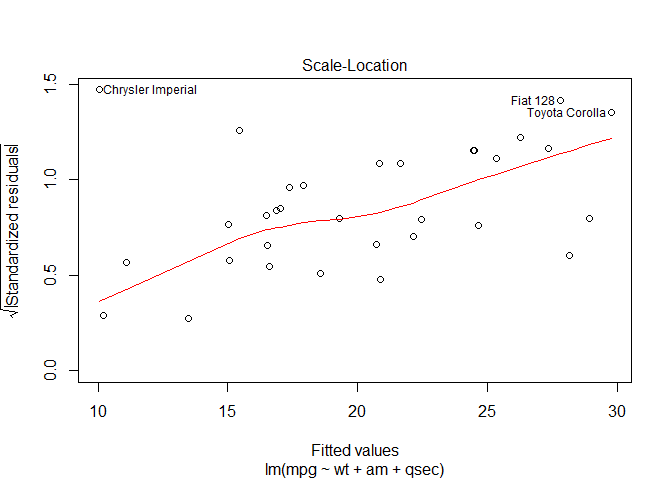 Scale-Location
√|Standardized residuals|
1.5
1.0
0.5
0.0
Chrysler Imperial
Fiat 128
Toyota Corolla
10 15 20 25 30
Fitted values
lm(mpg ~ wt + am + qsec)